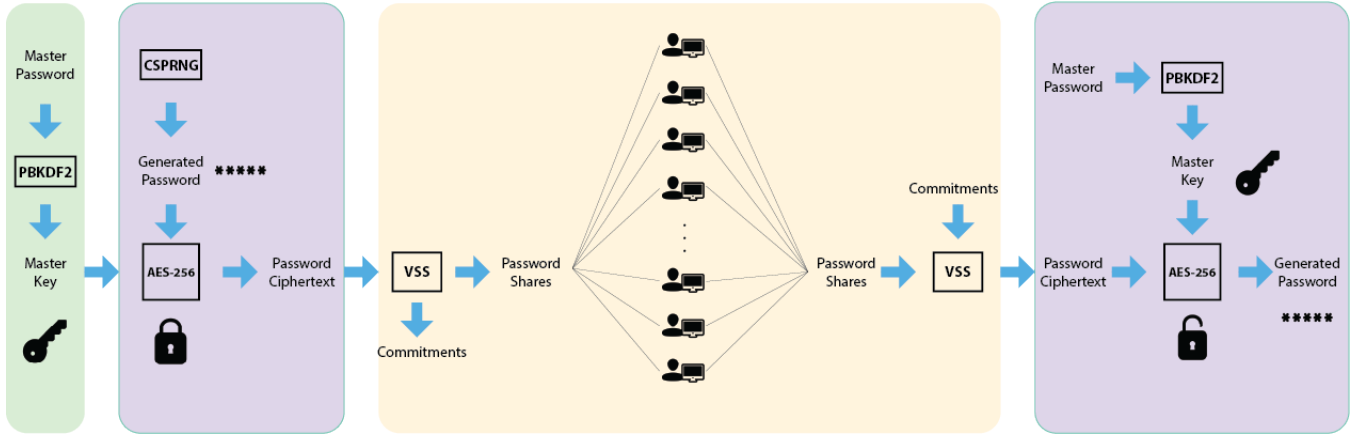 Master
Password
PBKDF2
Master
Key
CSPRNG
Generated
Password
*****
AES-256
Password
Ciphertext
VSS
Commitments
Password
Shares
Password
Shares
Commitments
VSS
Master
Password
PBKDF2
Master
Key
Password
Ciphertext
AES-256
Generated
Password
*****